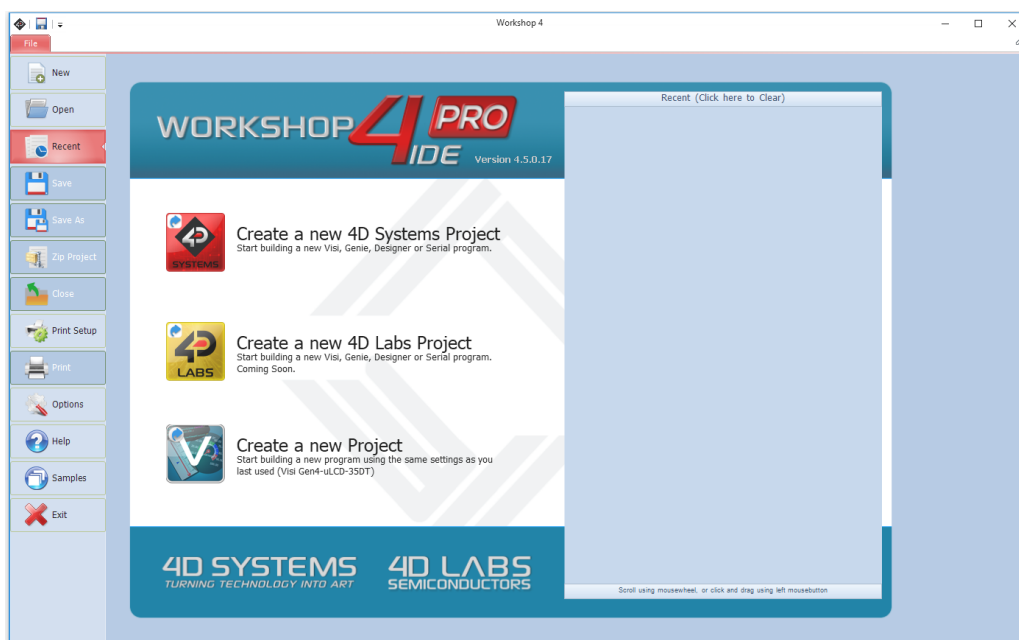 Workshop 4
File
New
Open
Recent
Save
Save As
Zip Project
Close
Print Setup
Print
Options
Help
Samples
Exit
WORKSHOP 4 PRO
IDE Version 4.5.0.17
Recent (Click here to Clear)
4D
SYSTEMS
Create a new 4D Systems Project
Start building a new Visi, Genie, Designer or Serial program.
4D
LABS
Create a new 4D Labs Project
Start building a new Visi, Genie, Designer or Serial program.
Coming Soon.
V
Create a new Project
Start building a new program using the same settings as you
last used (Visi Gen4-uLCD-35DT)
4D SYSTEMS
TURNING TECHNOLOGY INTO ART
4D LABS
SEMICONDUCTORS
Scroll using mousewheel, or click and drag using left mousebutton